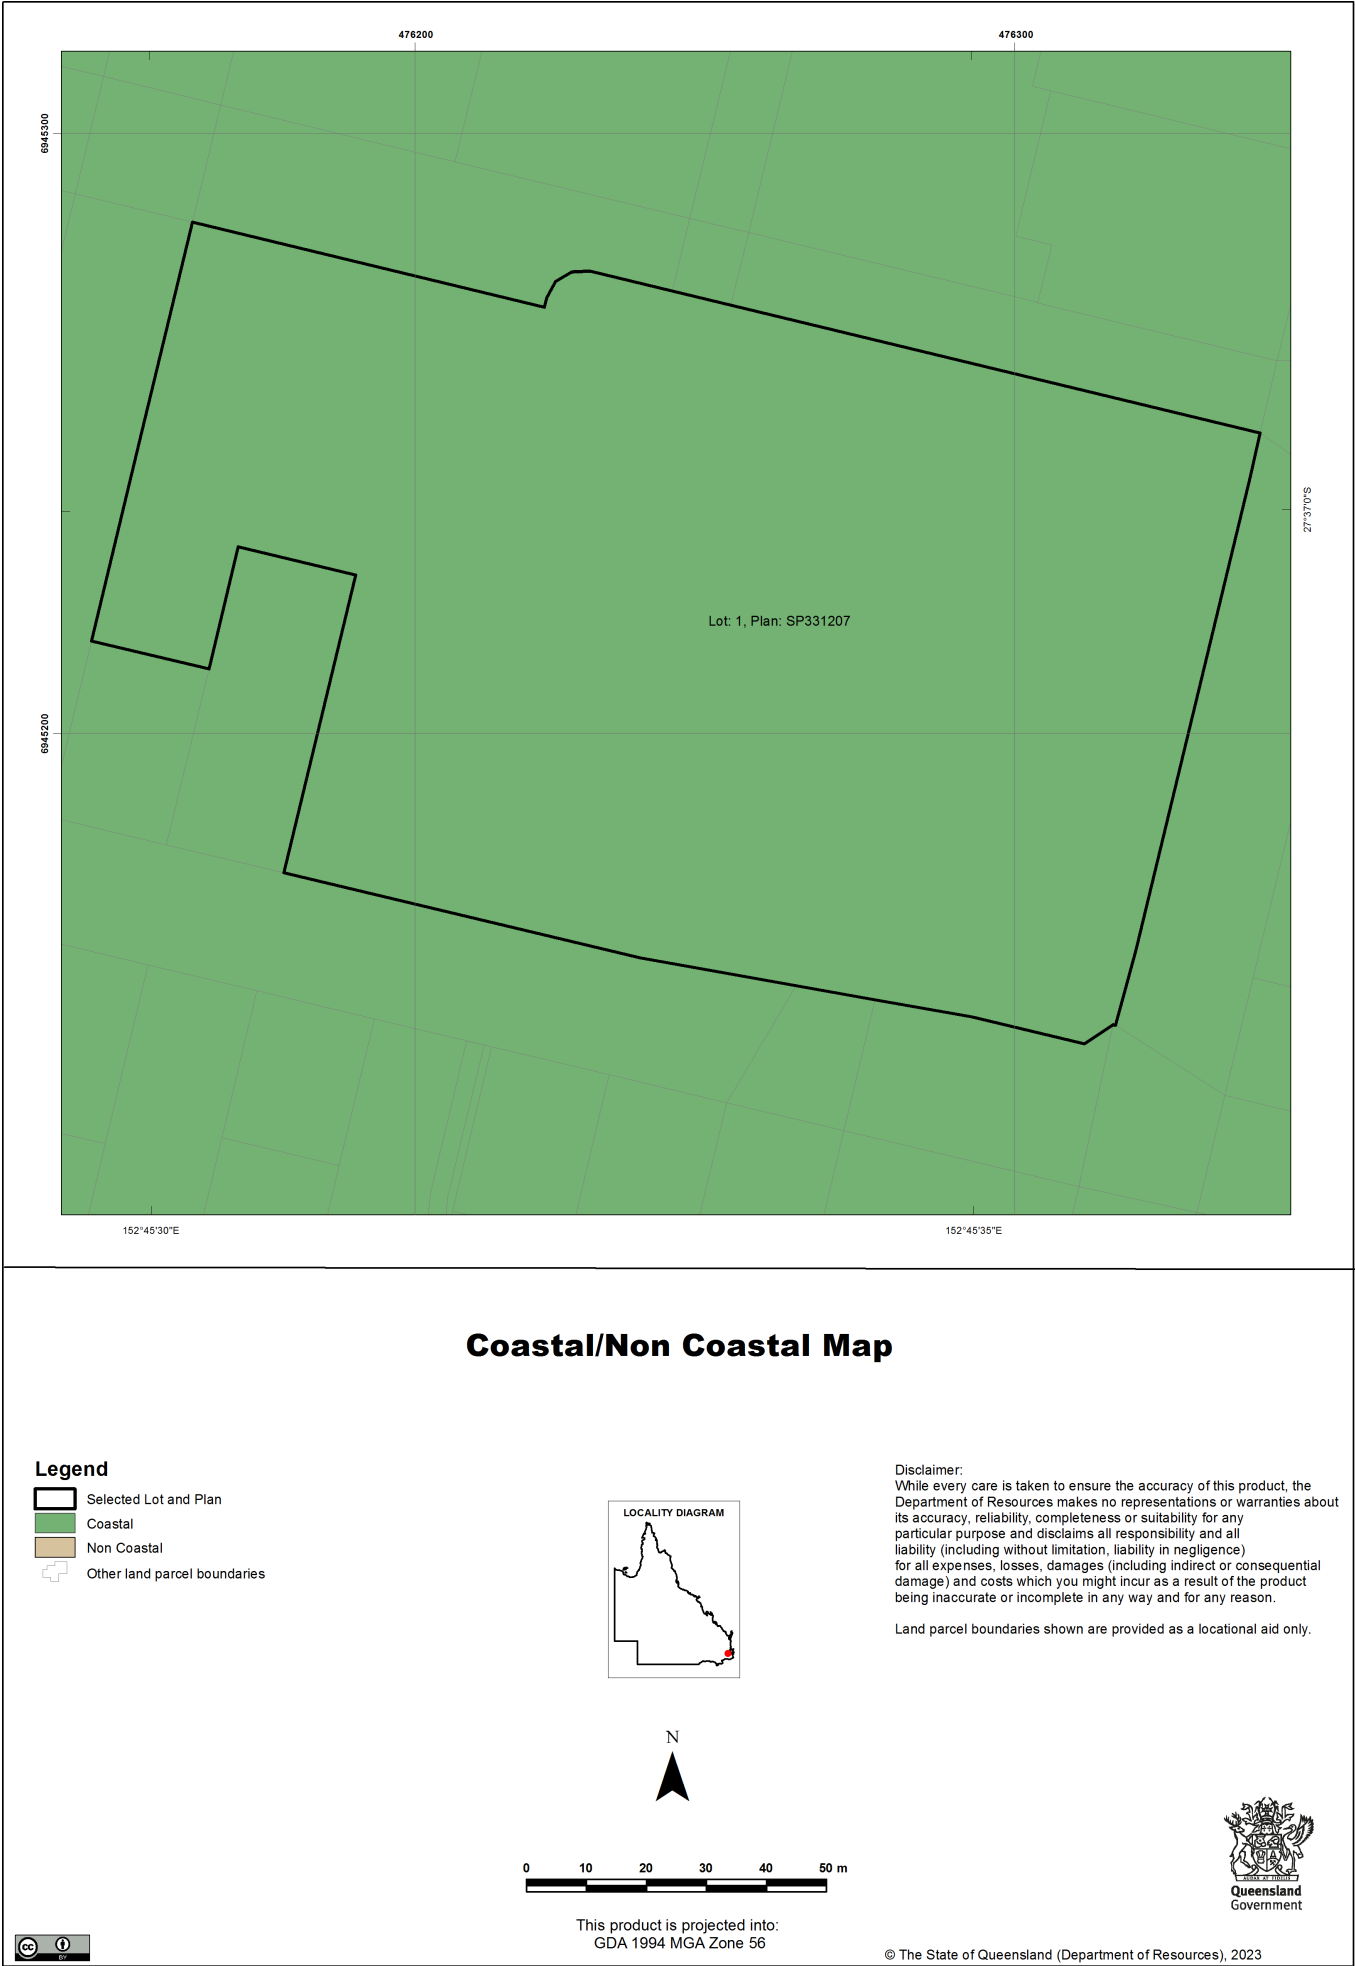 476200
476300
6945300
27°37'0"S
Lot: 1, Plan: SP331207
6945200
152°45'30"E
152°45'35"E
Coastal/Non Coastal Map
Legend
Selected Lot and Plan
Coastal
Non Coastal
Other land parcel boundaries
LOCALITY DIAGRAM
Disclaimer:
While every care is taken to ensure the accuracy of this product, the
Department of Resources makes no representations or warranties about
its accuracy, reliability, completeness or suitability for any
particular purpose and disclaims all responsibility and all
liability (including without limitation, liability in negligence)
for all expenses, losses, damages (including indirect or consequential
damage) and costs which you might incur as a result of the product
being inaccurate or incomplete in any way and for any reason.
Land parcel boundaries shown are provided as a locational aid only.
N
0 10 20 30 40 50 m
This product is projected into:
GDA 1994 MGA Zone 56
AUDAX AT FIDELIS
Queensland
Government
cc
BY
© The State of Queensland (Department of Resources), 2023